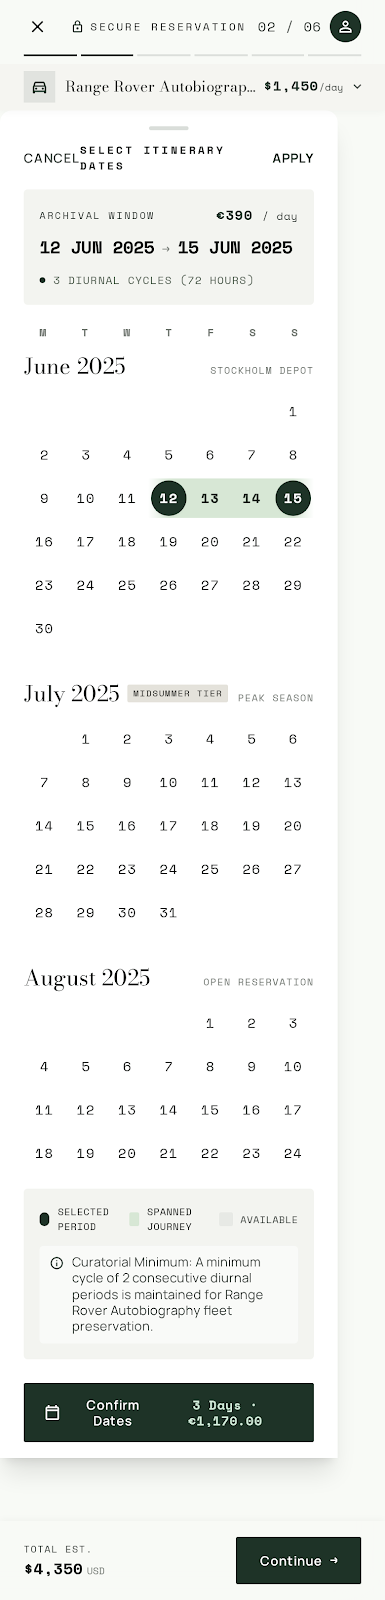 SECURE RESERVATION 02 / 06
Range Rover Autobiograp… $1,450/day
CANCEL SELECT ITINERARY DATES APPLY
ARCHIVAL WINDOW €390 / day
12 JUN 2025 → 15 JUN 2025
3 DIURNAL CYCLES (72 HOURS)
M T W T F S S
June 2025 STOCKHOLM DEPOT
1
2 3 4 5 6 7 8
9 10 11 12 13 14 15
16 17 18 19 20 21 22
23 24 25 26 27 28 29
30
July 2025 MIDSUMMER TIER PEAK SEASON
1 2 3 4 5 6
7 8 9 10 11 12 13
14 15 16 17 18 19 20
21 22 23 24 25 26 27
28 29 30 31
August 2025 OPEN RESERVATION
1 2 3
4 5 6 7 8 9 10
11 12 13 14 15 16 17
18 19 20 21 22 23 24
SELECTED PERIOD SPANNED JOURNEY AVAILABLE
Curatorial Minimum: A minimum
cycle of 2 consecutive diurnal
periods is maintained for Range
Rover Autobiography fleet
preservation.
Confirm Dates 3 Days · €1,170.00
TOTAL EST.
$4,350 USD
Continue →